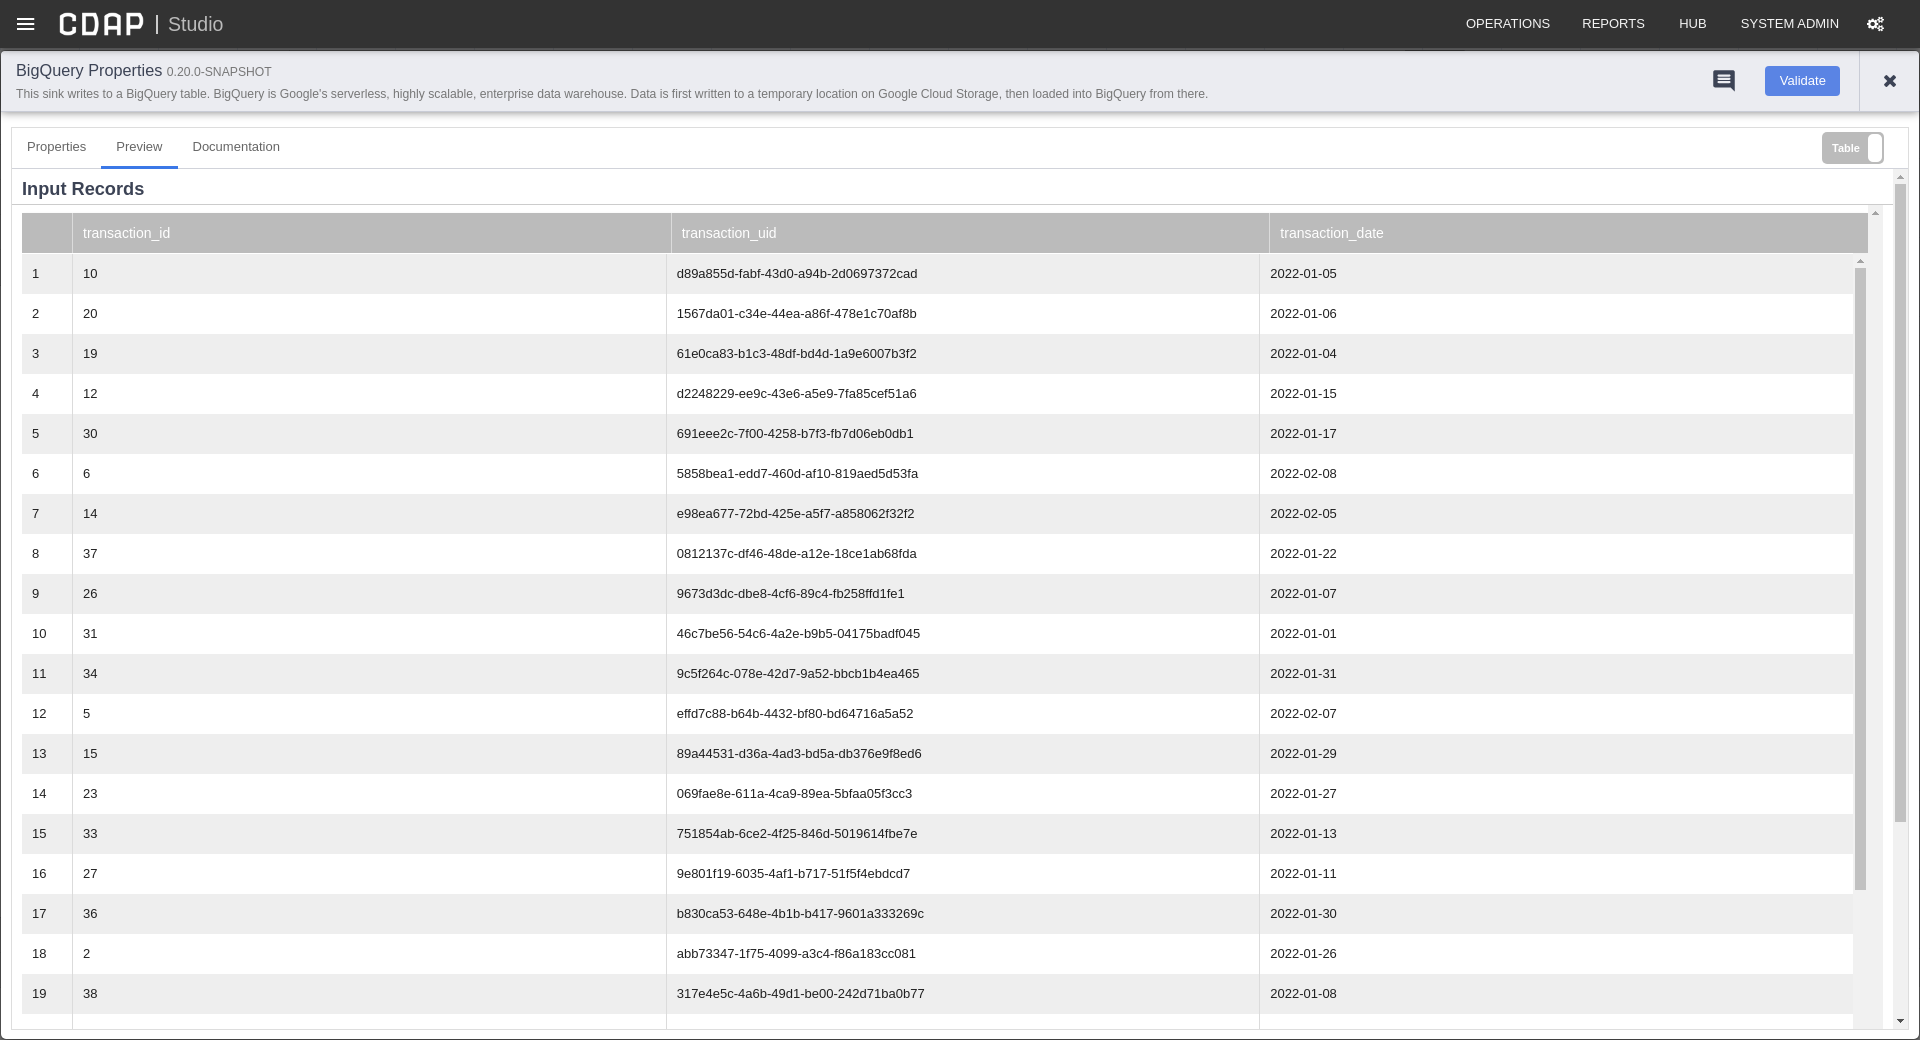 CDAP | Studio OPERATIONS REPORTS HUB SYSTEM ADMIN
BigQuery Properties 0.20.0-SNAPSHOT
This sink writes to a BigQuery table. BigQuery is Google's serverless, highly scalable, enterprise data warehouse. Data is first written to a temporary location on Google Cloud Storage, then loaded into BigQuery from there.
Validate
Properties Preview Documentation Table
Input Records
transaction_id transaction_uid transaction_date
1 10 d89a855d-fabf-43d0-a94b-2d0697372cad 2022-01-05
2 20 1567da01-c34e-44ea-a86f-478e1c70af8b 2022-01-06
3 19 61e0ca83-b1c3-48df-bd4d-1a9e6007b3f2 2022-01-04
4 12 d2248229-ee9c-43e6-a5e9-7fa85cef51a6 2022-01-15
5 30 691eee2c-7f00-4258-b7f3-fb7d06eb0db1 2022-01-17
6 6 5858bea1-edd7-460d-af10-819aed5d53fa 2022-02-08
7 14 e98ea677-72bd-425e-a5f7-a858062f32f2 2022-02-05
8 37 0812137c-df46-48de-a12e-18ce1ab68fda 2022-01-22
9 26 9673d3dc-dbe8-4cf6-89c4-fb258ffd1fe1 2022-01-07
10 31 46c7be56-54c6-4a2e-b9b5-04175badf045 2022-01-01
11 34 9c5f264c-078e-42d7-9a52-bbcb1b4ea465 2022-01-31
12 5 effd7c88-b64b-4432-bf80-bd64716a5a52 2022-02-07
13 15 89a44531-d36a-4ad3-bd5a-db376e9f8ed6 2022-01-29
14 23 069fae8e-611a-4ca9-89ea-5bfaa05f3cc3 2022-01-27
15 33 751854ab-6ce2-4f25-846d-5019614fbe7e 2022-01-13
16 27 9e801f19-6035-4af1-b717-51f5f4ebdcd7 2022-01-11
17 36 b830ca53-648e-4b1b-b417-9601a333269c 2022-01-30
18 2 abb73347-1f75-4099-a3c4-f86a183cc081 2022-01-26
19 38 317e4e5c-4a6b-49d1-be00-242d71ba0b77 2022-01-08